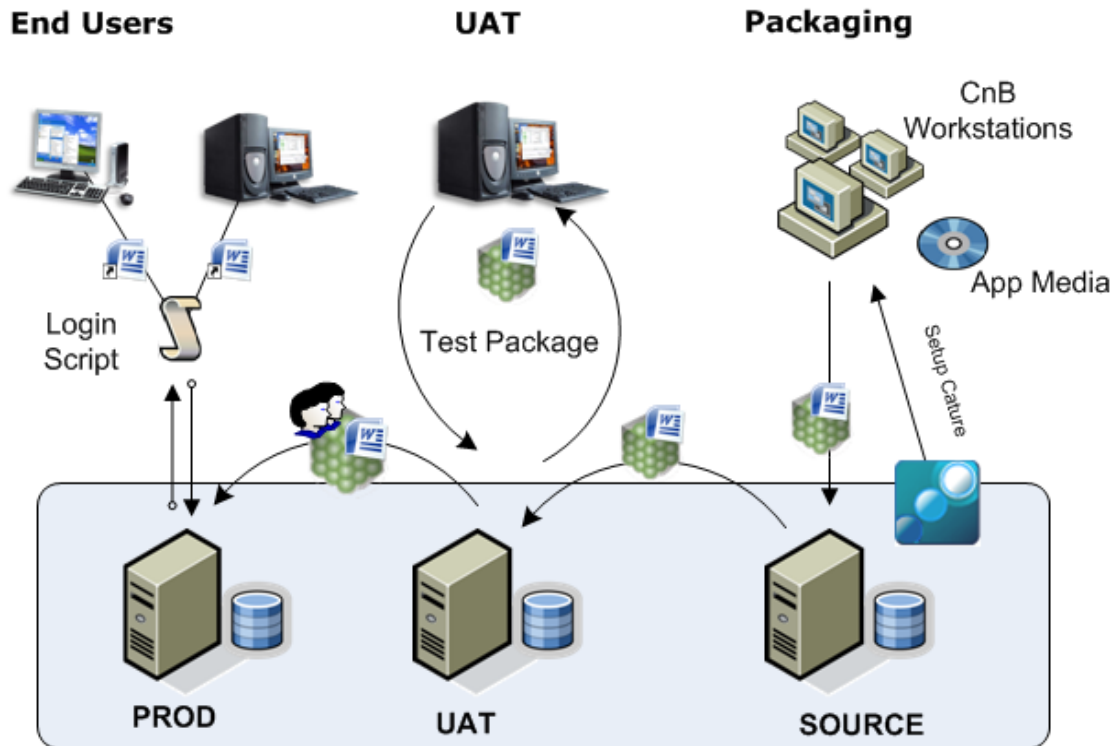 End Users
UAT
Packaging
CnB
Workstations
App Media
Login
Script
Test Package
Setup Cature
W
W
W
W
W
W
PROD
UAT
SOURCE